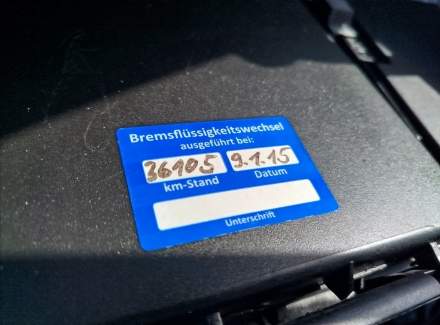 Bremsflüssigkeitswechsel
ausgeführt bei:
36105 9.1.15
km-Stand Datum
Unterschrift